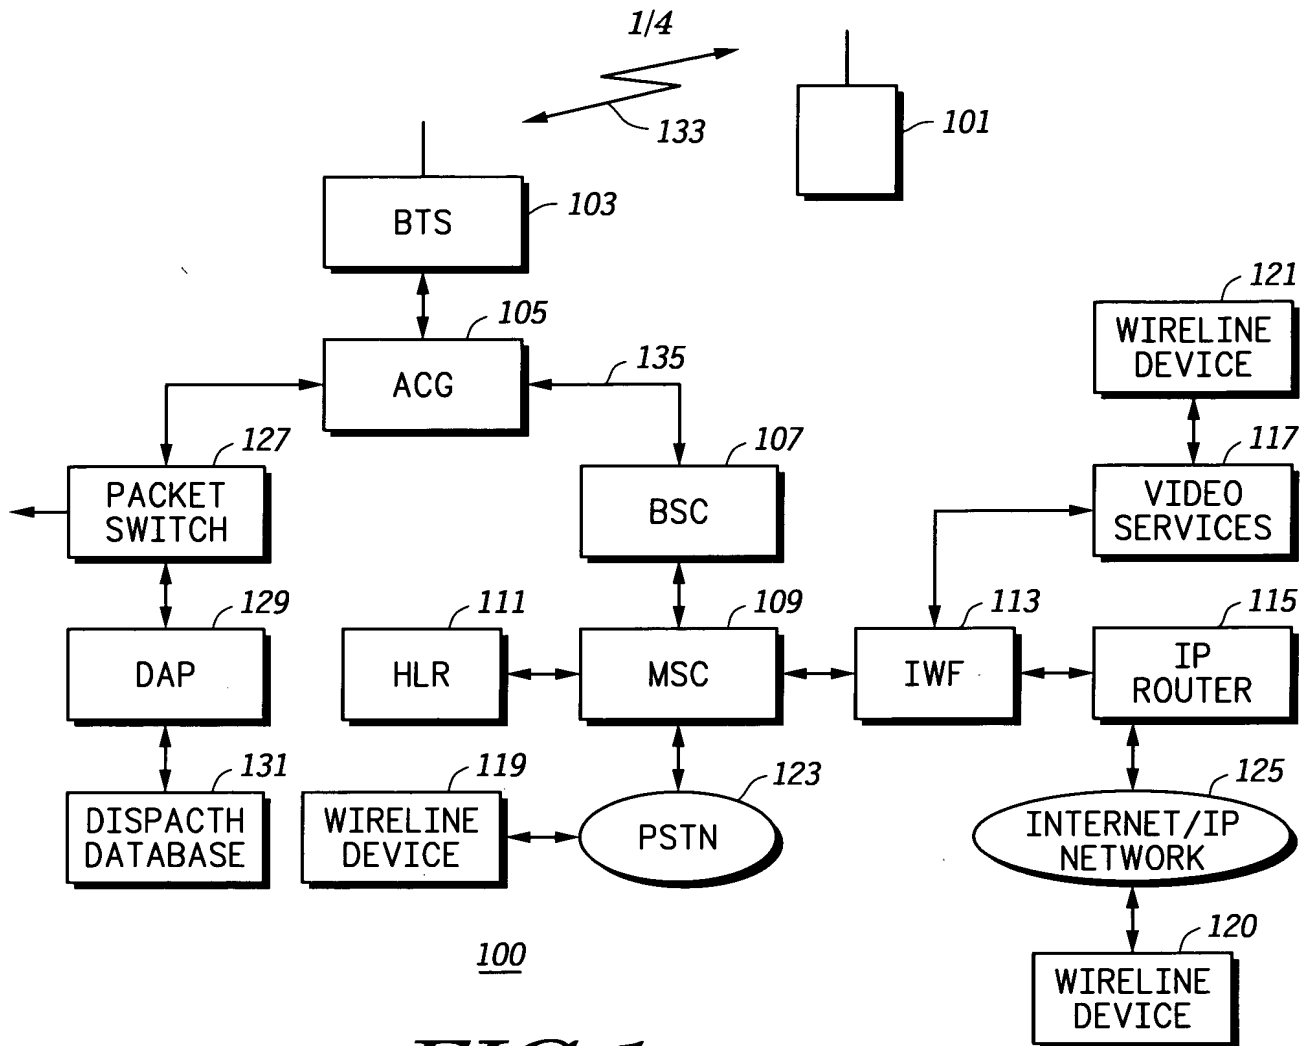 1/4
133
101
BTS
103
105
ACG
135
121
WIRELINE
DEVICE
127
PACKET
SWITCH
107
BSC
117
VIDEO
SERVICES
129
DAP
111
HLR
109
MSC
113
IWF
115
IP
ROUTER
131
DISPACTH
DATABASE
119
WIRELINE
DEVICE
123
PSTN
125
INTERNET/IP
NETWORK
100
120
WIRELINE
DEVICE
FIG.1